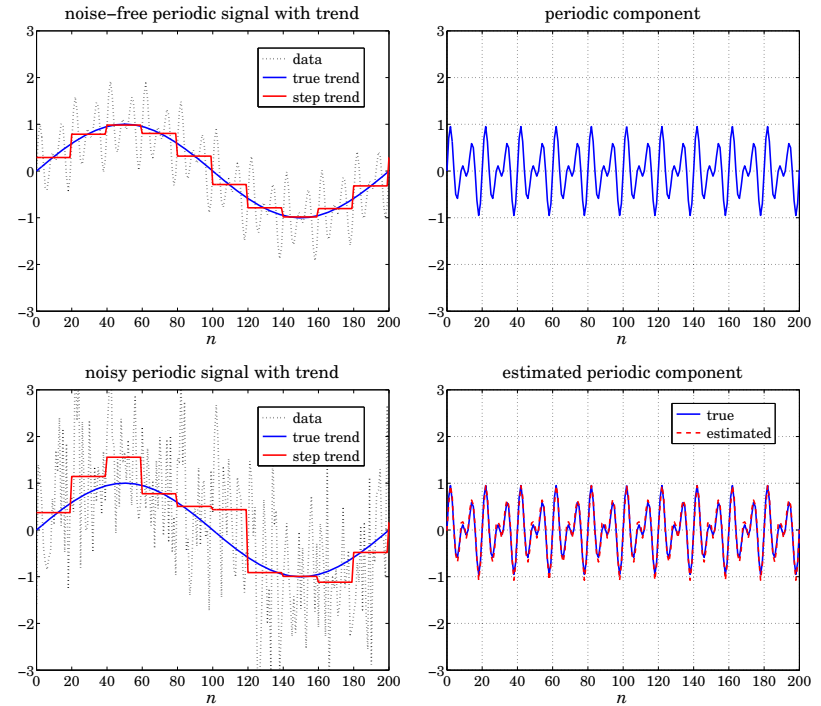 noise−free periodic signal with trend
3
2
1
0
−1
−2
−3
0 20 40 60 80 100 120 140 160 180 200
n
data
true trend
step trend
periodic component
3
2
1
0
−1
−2
−3
0 20 40 60 80 100 120 140 160 180 200
n
noisy periodic signal with trend
3
2
1
0
−1
−2
−3
0 20 40 60 80 100 120 140 160 180 200
n
data
true trend
step trend
estimated periodic component
3
2
1
0
−1
−2
−3
0 20 40 60 80 100 120 140 160 180 200
n
true
estimated